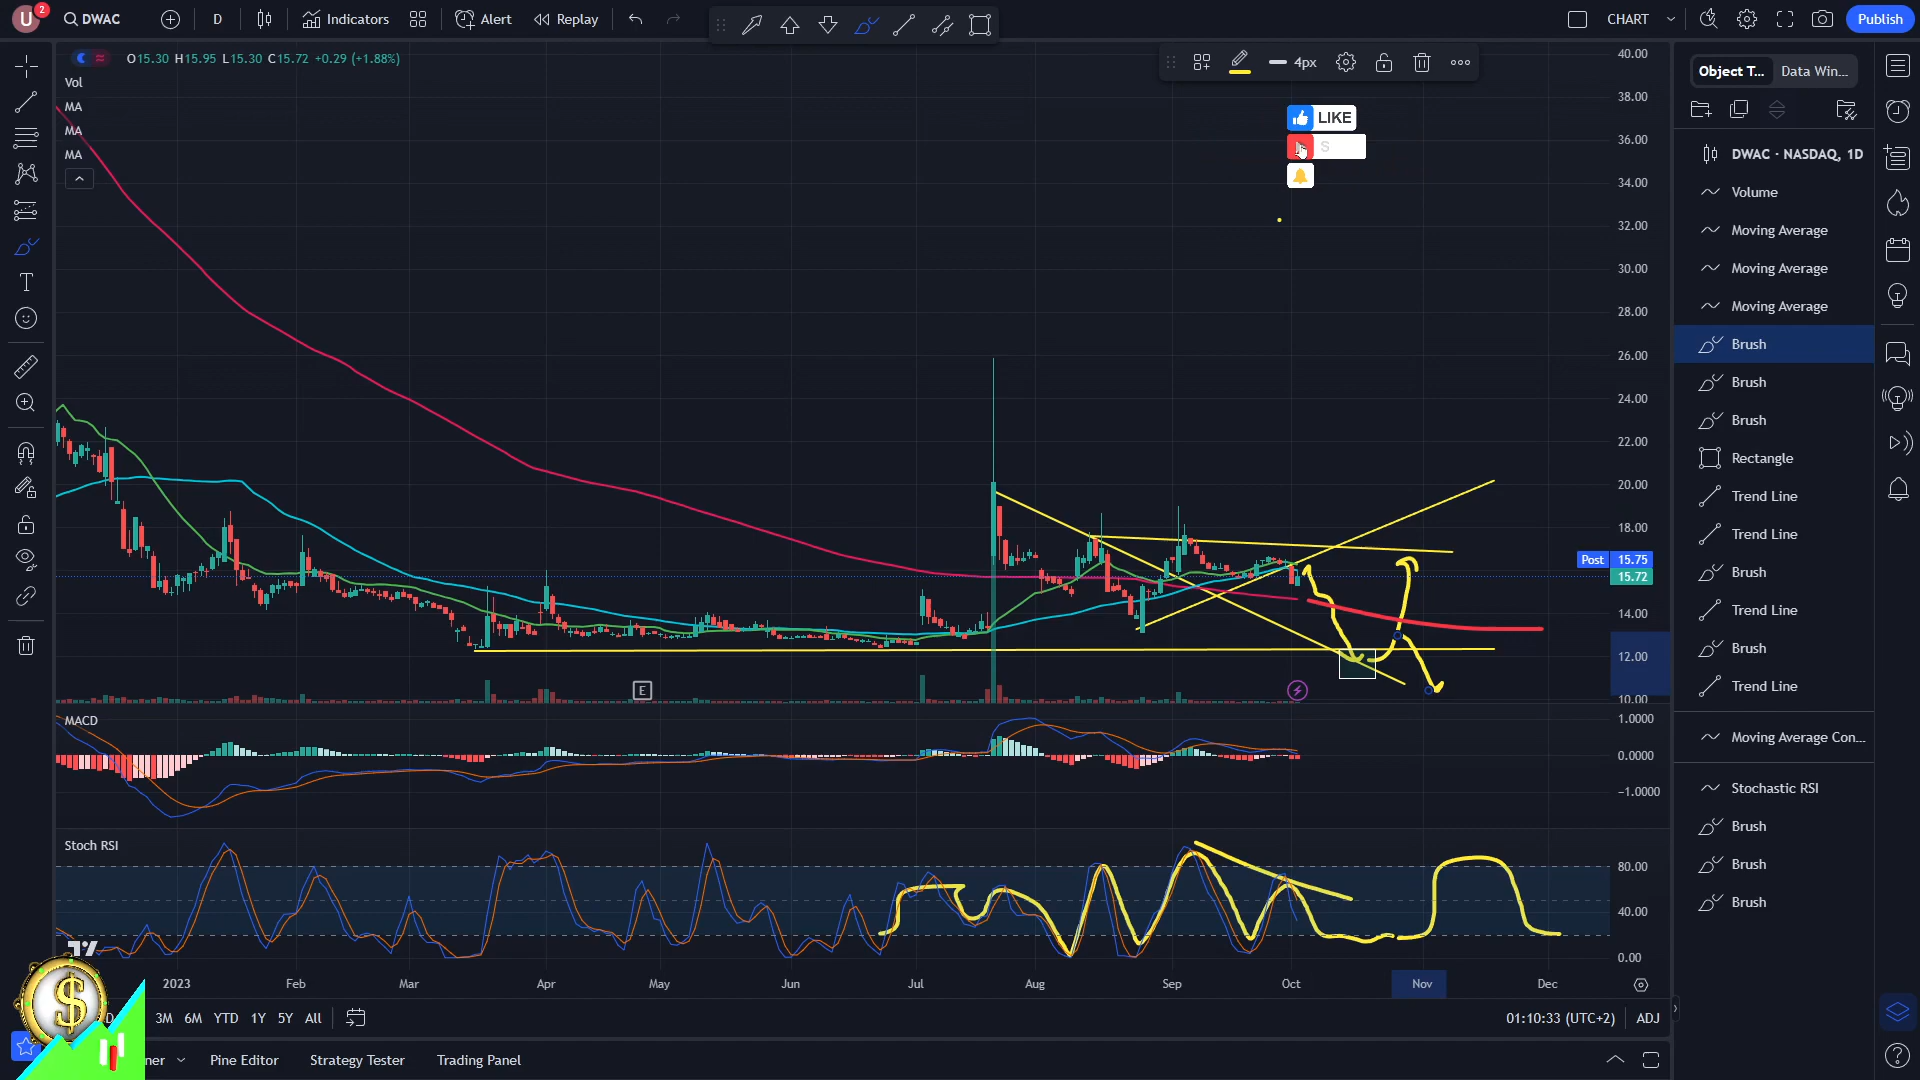 U 2 DWAC D Indicators Alert Replay CHART Publish
O15.30 H15.95 L15.30 C15.72 +0.29 (+1.88%)
Vol
MA
MA
MA
4px
LIKE
S
40.00
38.00
36.00
34.00
32.00
30.00
28.00
26.00
24.00
22.00
20.00
18.00
Post 15.75
15.72
14.00
12.00
10.00
E
MACD
1.0000
0.0000
−1.0000
Stoch RSI
80.00
40.00
0.00
2023 Feb Mar Apr May Jun Jul Aug Sep Oct Nov Dec
3M 6M YTD 1Y 5Y All
01:10:33 (UTC+2) ADJ
Pine Editor Strategy Tester Trading Panel
Object T... Data Win...
DWAC · NASDAQ, 1D
Volume
Moving Average
Moving Average
Moving Average
Brush
Brush
Brush
Rectangle
Trend Line
Trend Line
Brush
Trend Line
Brush
Trend Line
Moving Average Con...
Stochastic RSI
Brush
Brush
Brush